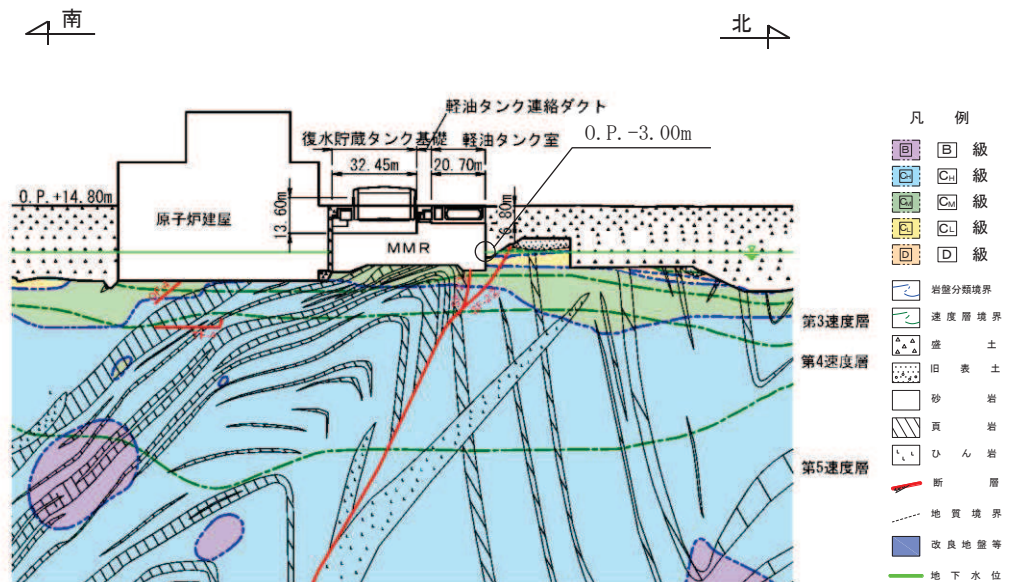 南
北
軽油タンク連絡ダクト
復水貯蔵タンク基礎 軽油タンク室
O.P.-3.00m
32.45m
20.70m
O.P.+14.80m
13.60m
6.80m
原子炉建屋
MMR
第3速度層
第4速度層
第5速度層
凡 例
B B 級
CH CH 級
CM CM 級
CL CL 級
D D 級
岩盤分類境界
速度層境界
盛 土
旧 表 土
砂 岩
頁 岩
ひ ん 岩
断 層
地 質 境 界
改 良 地 盤 等
地 下 水 位